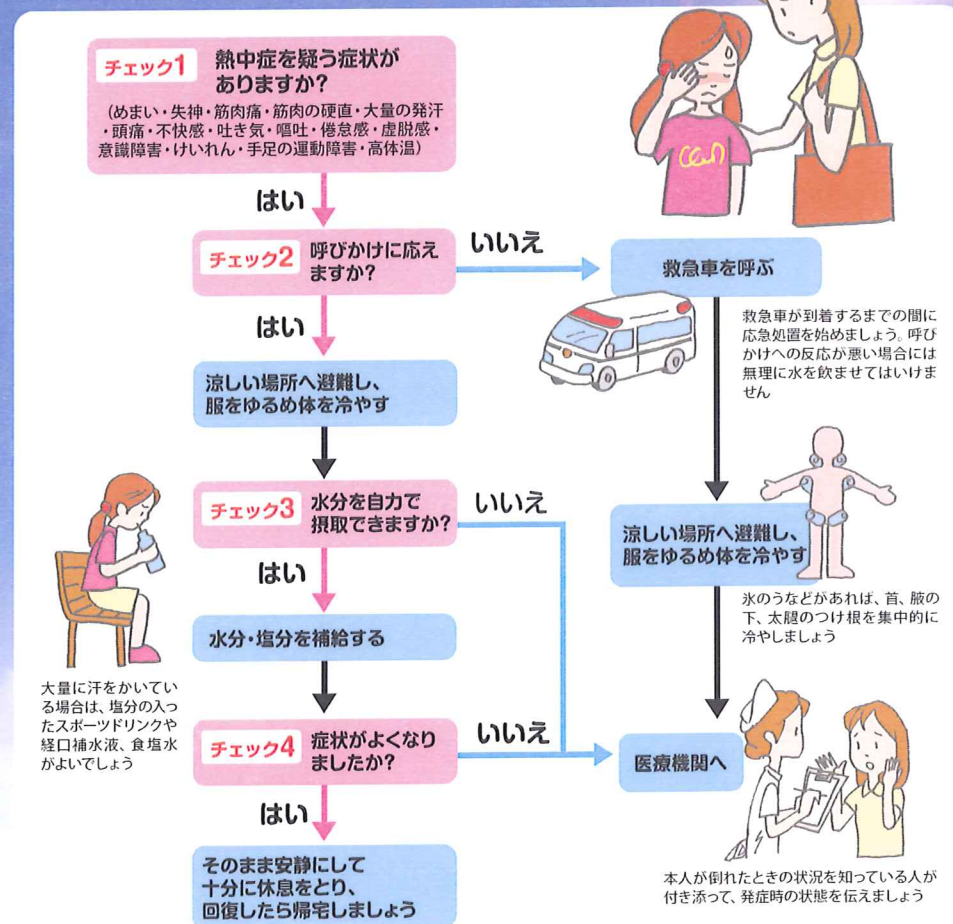 チェック1 熱中症を疑う症状が
ありますか?
(めまい・失神・筋肉痛・筋肉の硬直・大量の発汗
・頭痛・不快感・吐き気・嘔吐・倦怠感・虚脱感・
意識障害・けいれん・手足の運動障害・高体温)
はい
チェック2 呼びかけに応え
ますか?
いいえ
救急車を呼ぶ
救急車が到着するまでの間に
応急処置を始めましょう。呼び
かけへの反応が悪い場合には
無理に水を飲ませてはいけま
せん
はい
涼しい場所へ避難し、
服をゆるめ体を冷やす
チェック3 水分を自力で
摂取できますか?
いいえ
涼しい場所へ避難し、
服をゆるめ体を冷やす
氷のうなどがあれば、首、腋の
下、太腿のつけ根を集中的に
冷やしましょう
はい
水分・塩分を補給する
大量に汗をかいてい
る場合は、塩分の入っ
たスポーツドリンクや
経口補水液、食塩水
がよいでしょう
チェック4 症状がよくなり
ましたか?
いいえ
医療機関へ
本人が倒れたときの状況を知っている人が
付き添って、発症時の状態を伝えましょう
はい
そのまま安静にして
十分に休息をとり、
回復したら帰宅しましょう